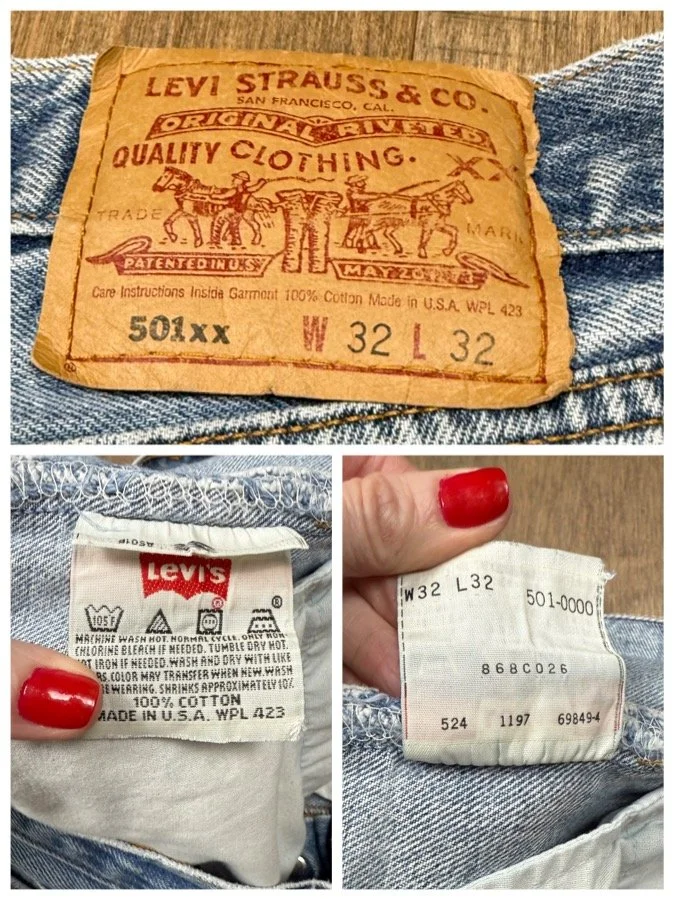 LEVI STRAUSS & CO.
SAN FRANCISCO, CAL.
ORIGINAL RIVETED
QUALITY CLOTHING.
XX
TRADE MARK
PATENTED IN U.S. MAY 20 1873
Care Instructions Inside Garment 100% Cotton Made in U.S.A. WPL 423
501xx W 32 L 32
®
Levi's
®
®
105F
MACHINE WASH HOT. NORMAL CYCLE. ONLY NON-
CHLORINE BLEACH IF NEEDED. TUMBLE DRY HOT.
IRON IF NEEDED. WASH AND DRY WITH LIKE
COLOR MAY TRANSFER WHEN NEW. WASH
WEARING. SHRINKS APPROXIMATELY 10%
100% COTTON
MADE IN U.S.A. WPL 423
W32 L32 501-0000
868C026
524 1197 69849-4